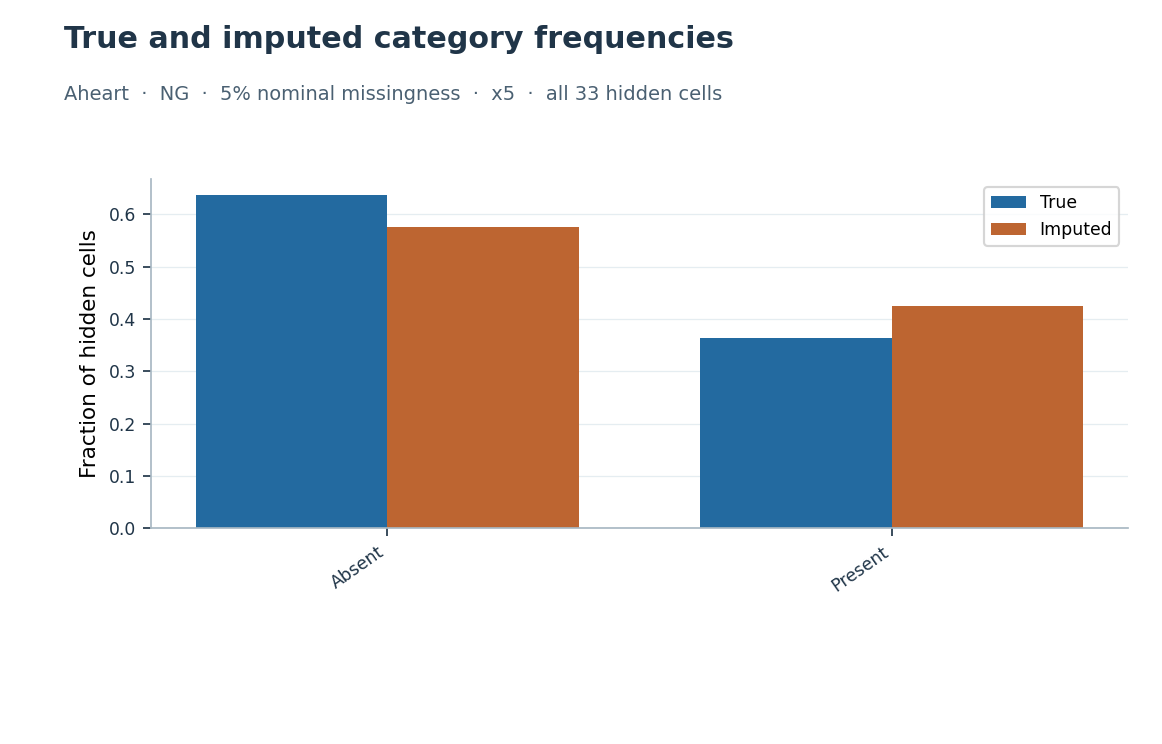 True and imputed category frequencies
Aheart · NG · 5% nominal missingness · x5 · all 33 hidden cells
Fraction of hidden cells
0.6
0.5
0.4
0.3
0.2
0.1
0.0
True
Imputed
Absent
Present